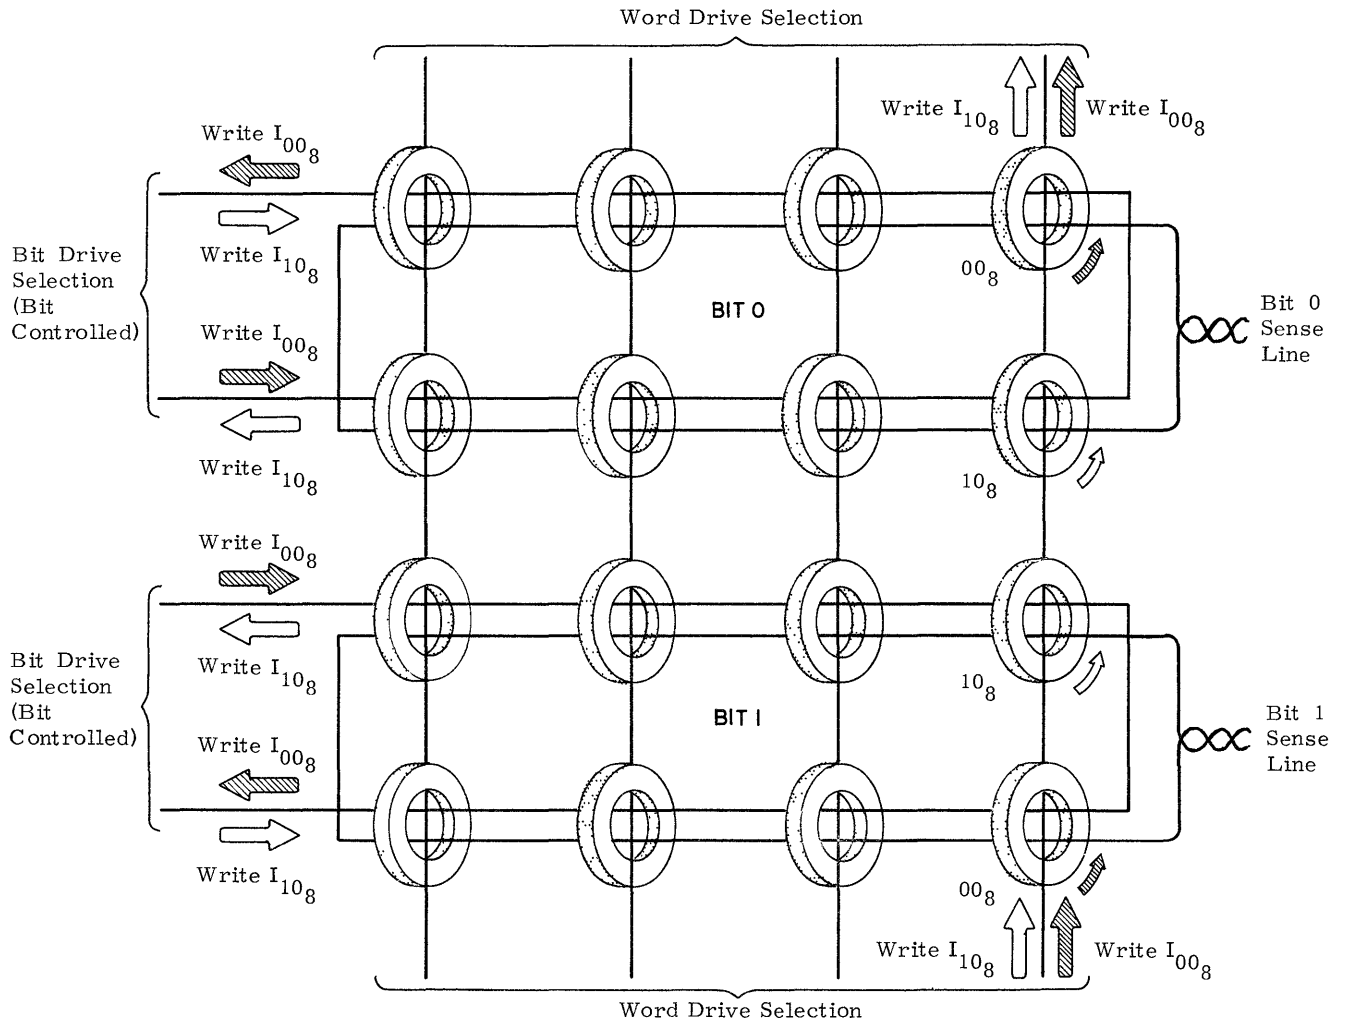 Word Drive Selection
Write I10₈
Write I00₈
Write I00₈
Write I10₈
Bit Drive
Selection
(Bit
Controlled)
00₈
BIT 0
Bit 0
Sense
Line
Write I00₈
Write I10₈
10₈
Write I00₈
Write I10₈
Bit Drive
Selection
(Bit
Controlled)
10₈
BIT 1
Bit 1
Sense
Line
Write I00₈
Write I10₈
00₈
Write I10₈
Write I00₈
Word Drive Selection